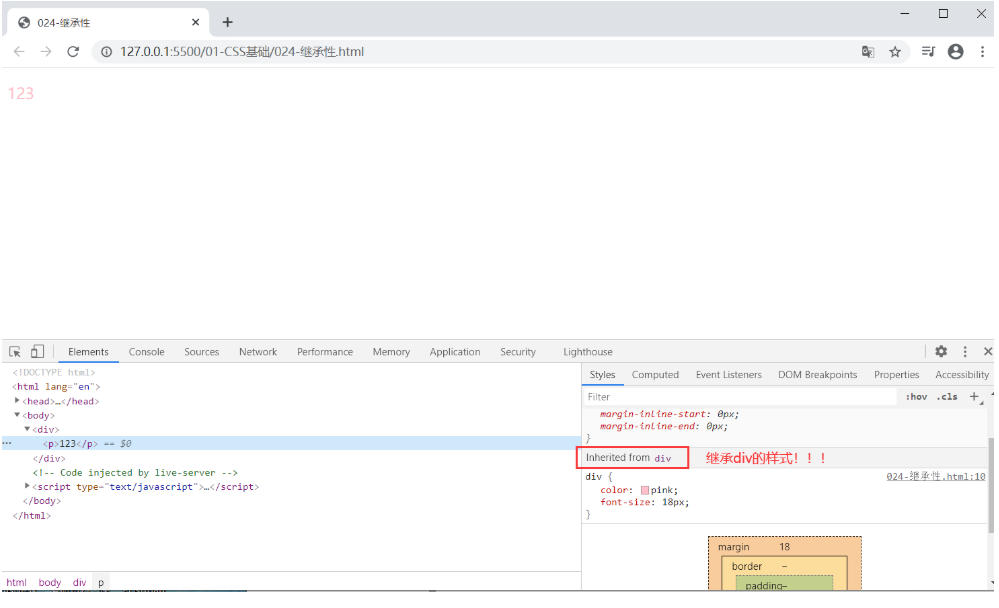 024-继承性
127.0.0.1:5500/01-CSS基础/024-继承性.html
123
Elements Console Sources Network Performance Memory Application Security Lighthouse
<!DOCTYPE html>
<html lang="en">
<head>…</head>
<body>
<div>
<p>123</p> == $0
</div>
<!-- Code injected by live-server -->
<script type="text/javascript">…</script>
</body>
</html>
html body div p
Styles Computed Event Listeners DOM Breakpoints Properties Accessibility
Filter :hov .cls +
margin-inline-start: 0px;
margin-inline-end: 0px;
}
Inherited from div 继承div的样式！！！
div { 024-继承性.html:10
color: pink;
font-size: 18px;
}
margin 18
border –
padding–